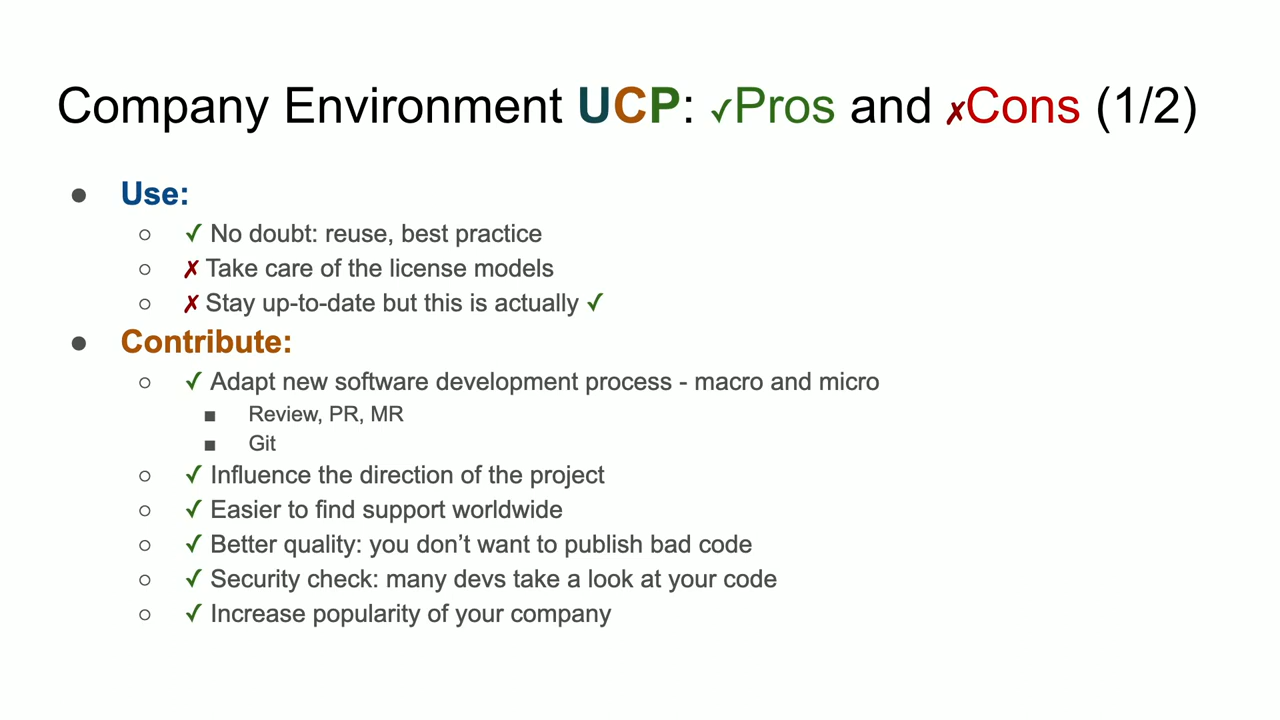 Company Environment UCP: ✓Pros and ✗Cons (1/2)
● Use:
○ ✓ No doubt: reuse, best practice
○ ✗ Take care of the license models
○ ✗ Stay up-to-date but this is actually ✓
● Contribute:
○ ✓ Adapt new software development process - macro and micro
■ Review, PR, MR
■ Git
○ ✓ Influence the direction of the project
○ ✓ Easier to find support worldwide
○ ✓ Better quality: you don’t want to publish bad code
○ ✓ Security check: many devs take a look at your code
○ ✓ Increase popularity of your company